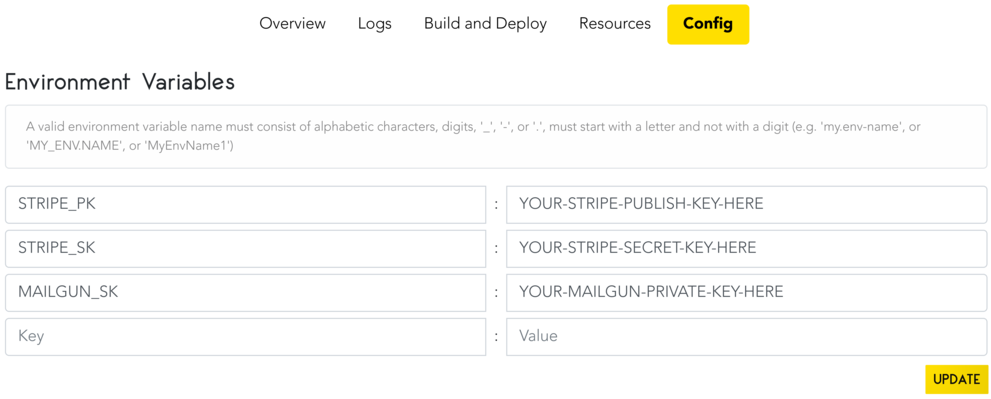 Overview Logs Build and Deploy Resources Config
Environment Variables
A valid environment variable name must consist of alphabetic characters, digits, '_', '-', or '.', must start with a letter and not with a digit (e.g. 'my.env-name', or
'MY_ENV.NAME', or 'MyEnvName1')
STRIPE_PK : YOUR-STRIPE-PUBLISH-KEY-HERE
STRIPE_SK : YOUR-STRIPE-SECRET-KEY-HERE
MAILGUN_SK : YOUR-MAILGUN-PRIVATE-KEY-HERE
Key : Value
UPDATE